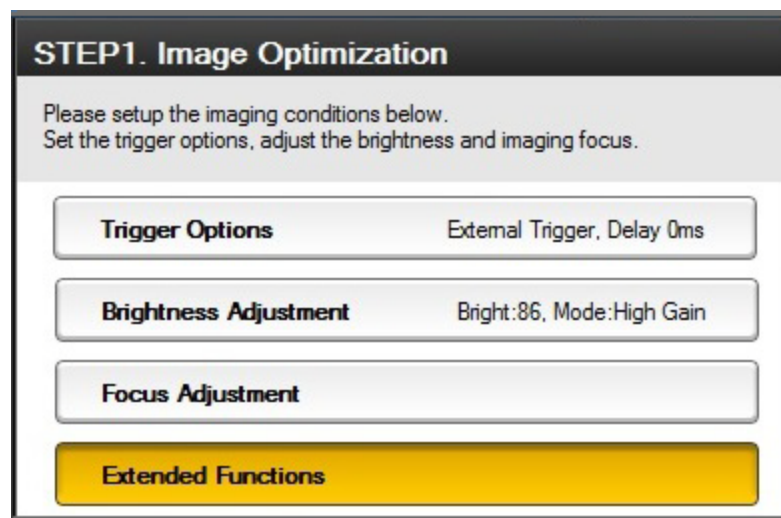 STEP1. Image Optimization
Please setup the imaging conditions below.
Set the trigger options, adjust the brightness and imaging focus.
Trigger Options External Trigger, Delay 0ms
Brightness Adjustment Bright:86, Mode:High Gain
Focus Adjustment
Extended Functions